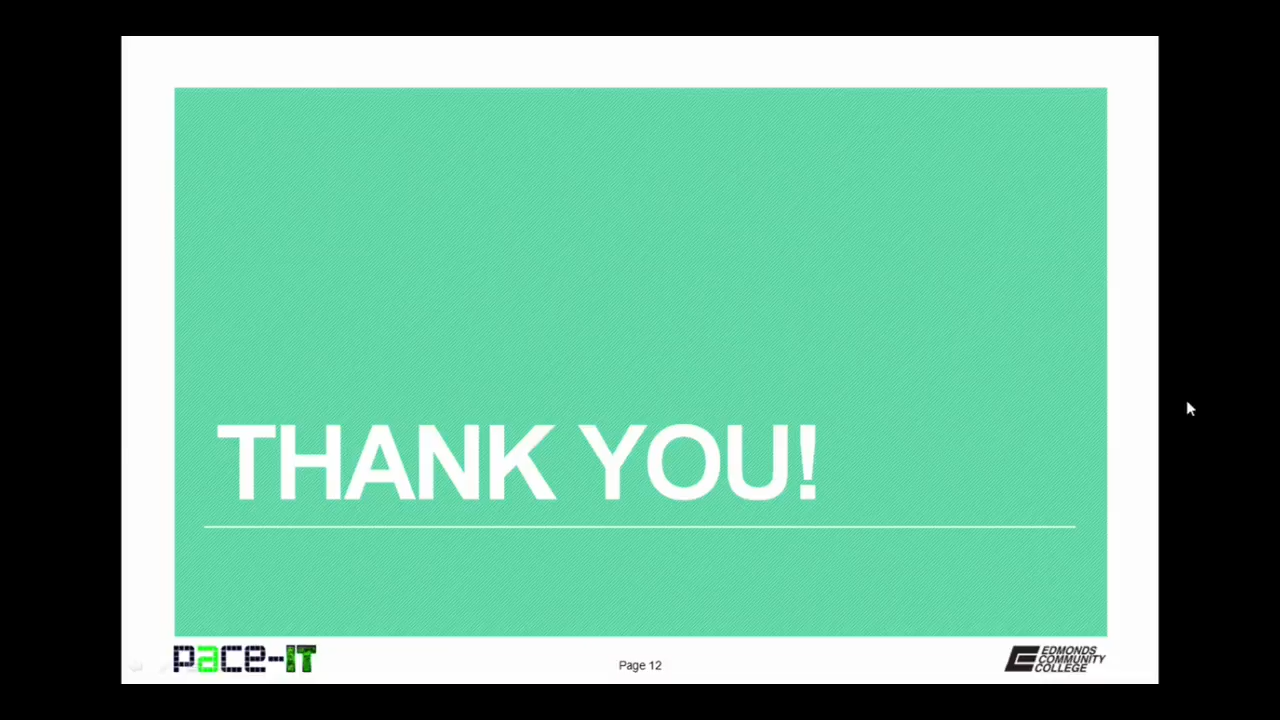 THANK YOU!
pace-IT
Page 12
EDMONDS
COMMUNITY
COLLEGE